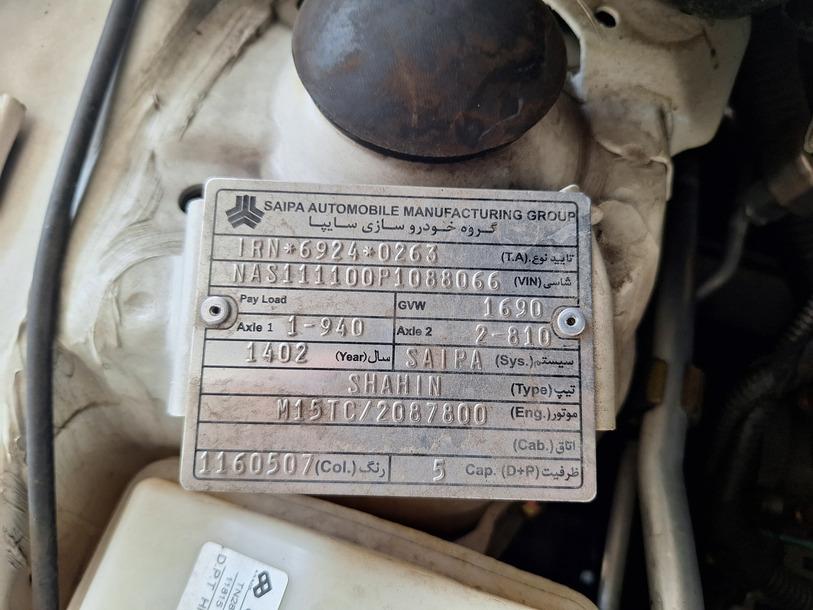 SAIPA AUTOMOBILE MANUFACTURING GROUP
گروه خودرو سازی سایپا
IRN*6924*0263 تایید نوع.(T.A)
NAS111100P1088066 شاسی (VIN)
Pay Load GVW 1690
Axle 1 1-940 Axle 2 2-810
1402 سال(Year) SAIPA سیستم(Sys.)
SHAHIN تیپ(Type)
M15TC/2087800 موتور(Eng.)
اتاق(Cab.)
1160507 رنگ(Col.) 5 Cap. (D+P) ظرفیت
TN28
11815
D.P.T H